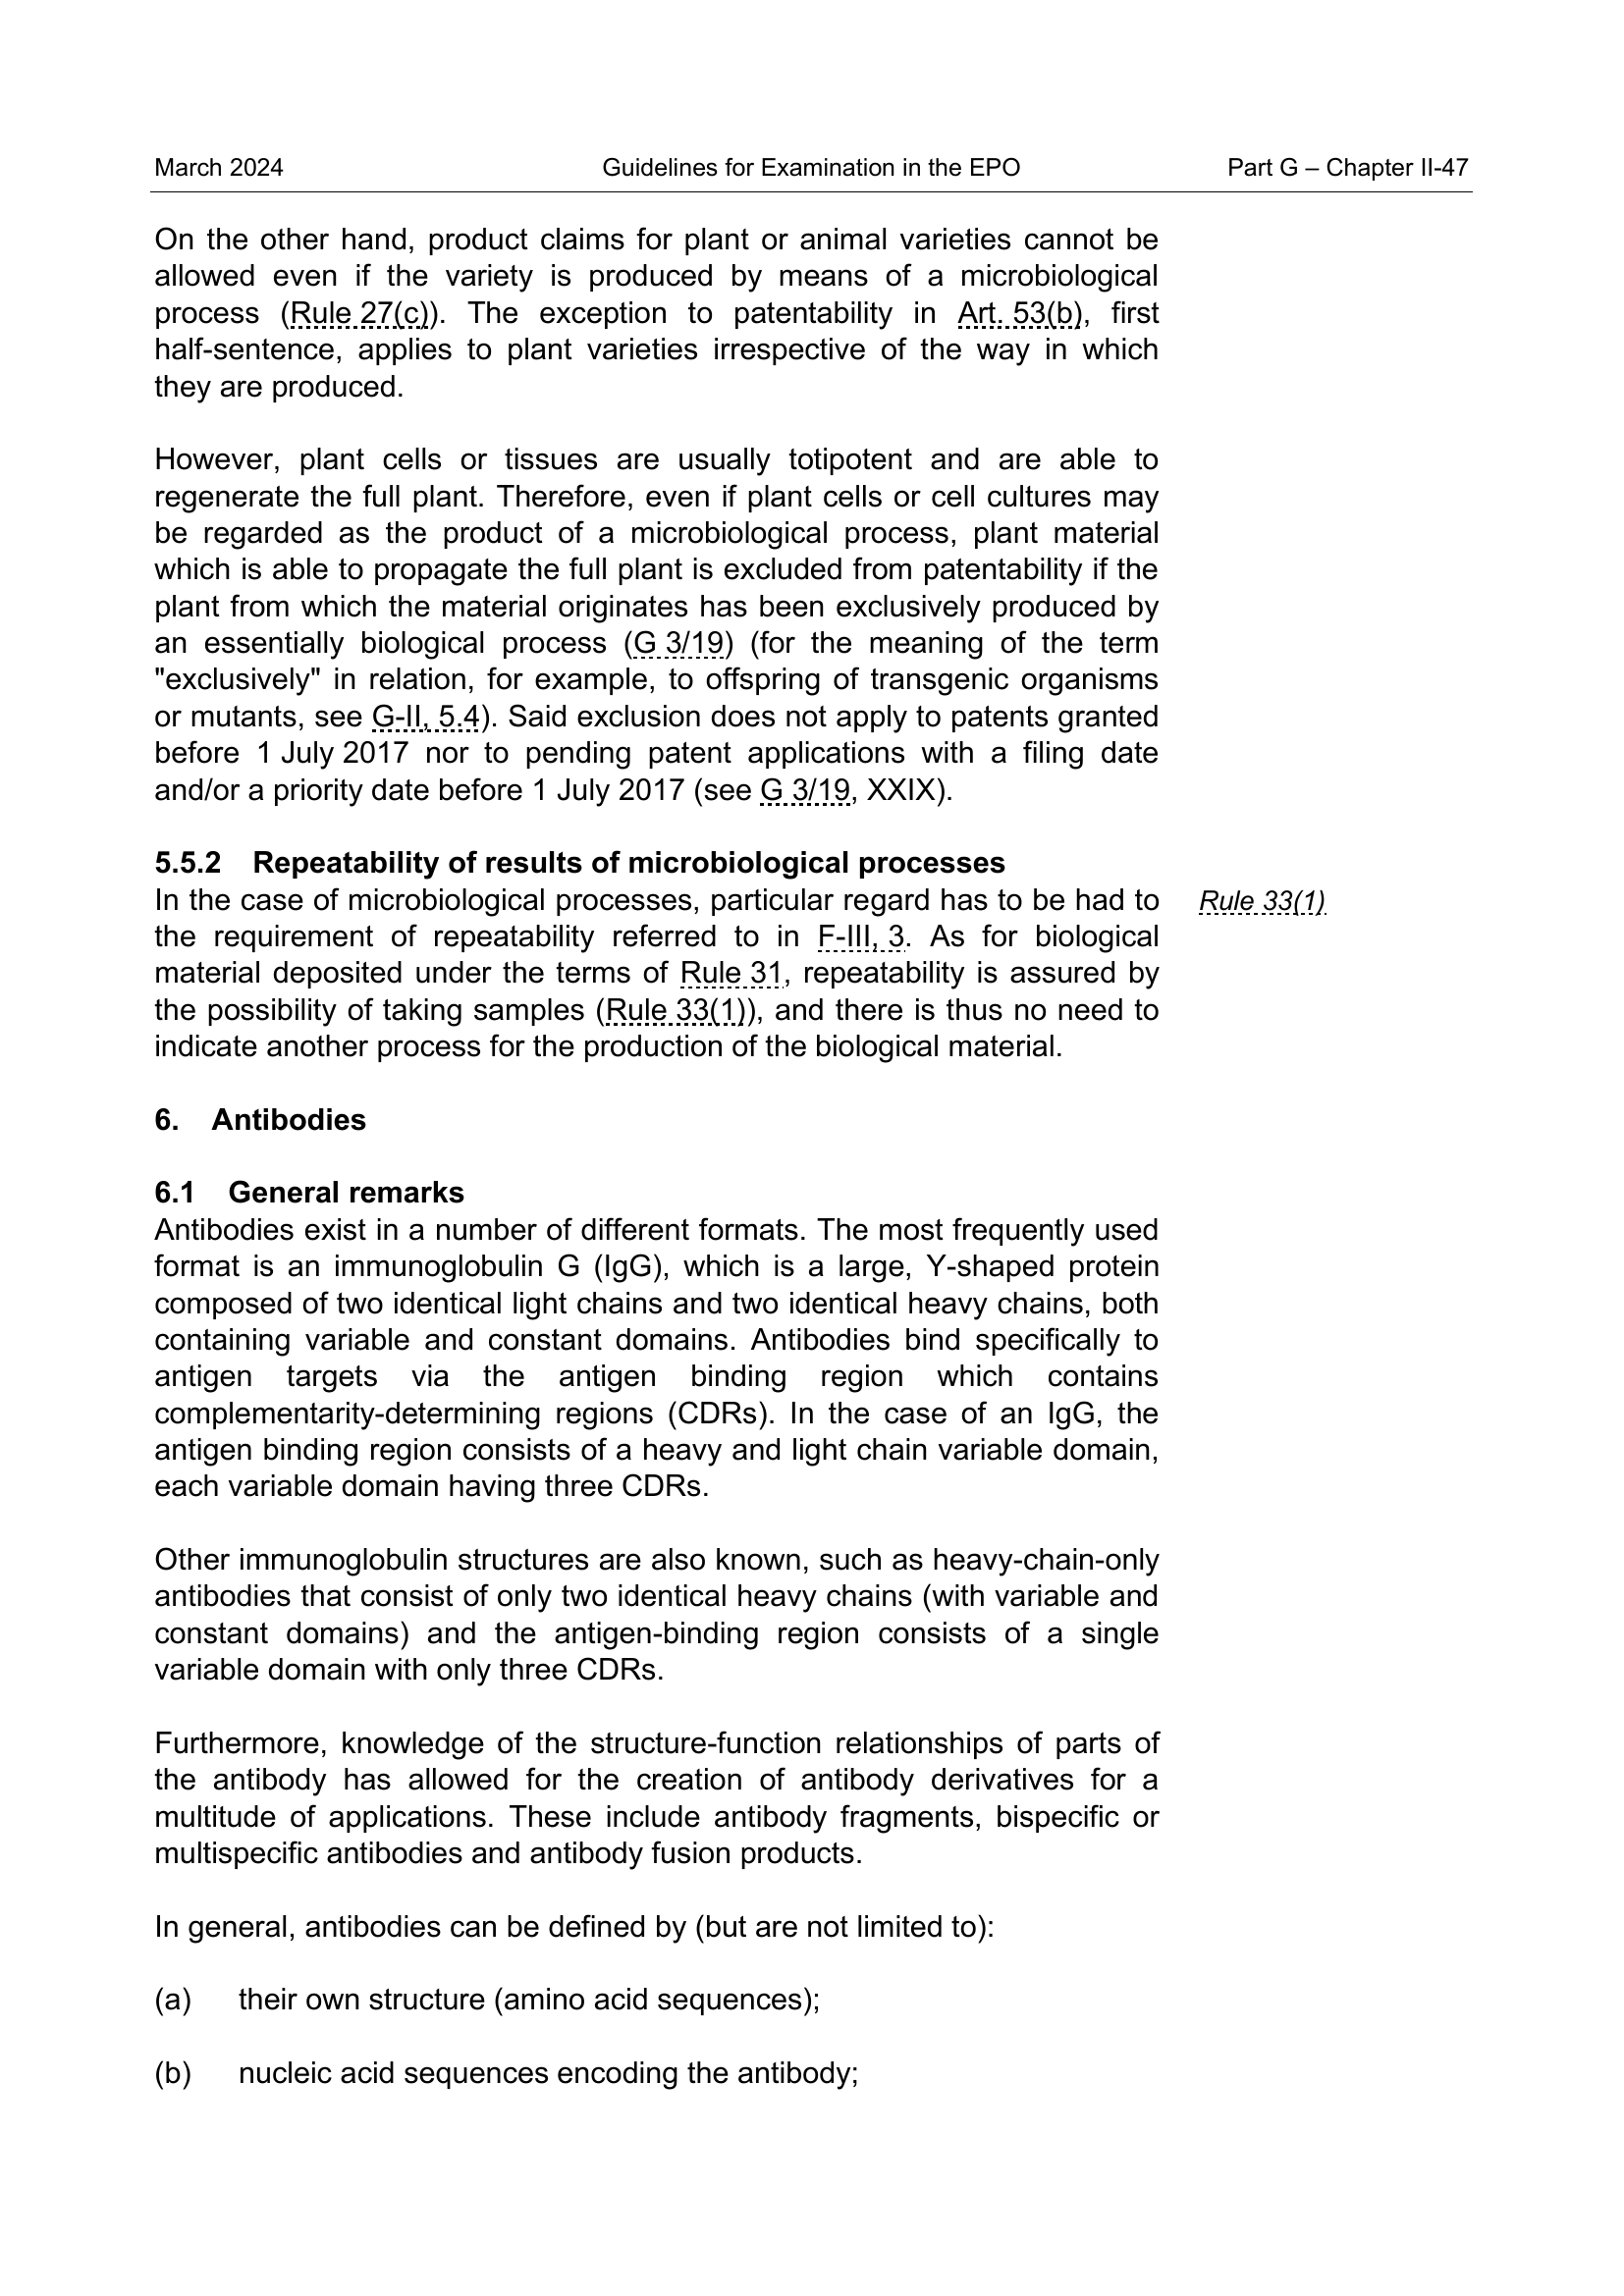 March 2024 Guidelines for Examination in the EPO Part G – Chapter II-47
On the other hand, product claims for plant or animal varieties cannot be
allowed even if the variety is produced by means of a microbiological
process (Rule 27(c)). The exception to patentability in Art. 53(b), first
half-sentence, applies to plant varieties irrespective of the way in which
they are produced.
However, plant cells or tissues are usually totipotent and are able to
regenerate the full plant. Therefore, even if plant cells or cell cultures may
be regarded as the product of a microbiological process, plant material
which is able to propagate the full plant is excluded from patentability if the
plant from which the material originates has been exclusively produced by
an essentially biological process (G 3/19) (for the meaning of the term
"exclusively" in relation, for example, to offspring of transgenic organisms
or mutants, see G-II, 5.4). Said exclusion does not apply to patents granted
before 1 July 2017 nor to pending patent applications with a filing date
and/or a priority date before 1 July 2017 (see G 3/19, XXIX).
5.5.2 Repeatability of results of microbiological processes
In the case of microbiological processes, particular regard has to be had to Rule 33(1)
the requirement of repeatability referred to in F-III, 3. As for biological
material deposited under the terms of Rule 31, repeatability is assured by
the possibility of taking samples (Rule 33(1)), and there is thus no need to
indicate another process for the production of the biological material.
6. Antibodies
6.1 General remarks
Antibodies exist in a number of different formats. The most frequently used
format is an immunoglobulin G (IgG), which is a large, Y-shaped protein
composed of two identical light chains and two identical heavy chains, both
containing variable and constant domains. Antibodies bind specifically to
antigen targets via the antigen binding region which contains
complementarity-determining regions (CDRs). In the case of an IgG, the
antigen binding region consists of a heavy and light chain variable domain,
each variable domain having three CDRs.
Other immunoglobulin structures are also known, such as heavy-chain-only
antibodies that consist of only two identical heavy chains (with variable and
constant domains) and the antigen-binding region consists of a single
variable domain with only three CDRs.
Furthermore, knowledge of the structure-function relationships of parts of
the antibody has allowed for the creation of antibody derivatives for a
multitude of applications. These include antibody fragments, bispecific or
multispecific antibodies and antibody fusion products.
In general, antibodies can be defined by (but are not limited to):
(a) their own structure (amino acid sequences);
(b) nucleic acid sequences encoding the antibody;